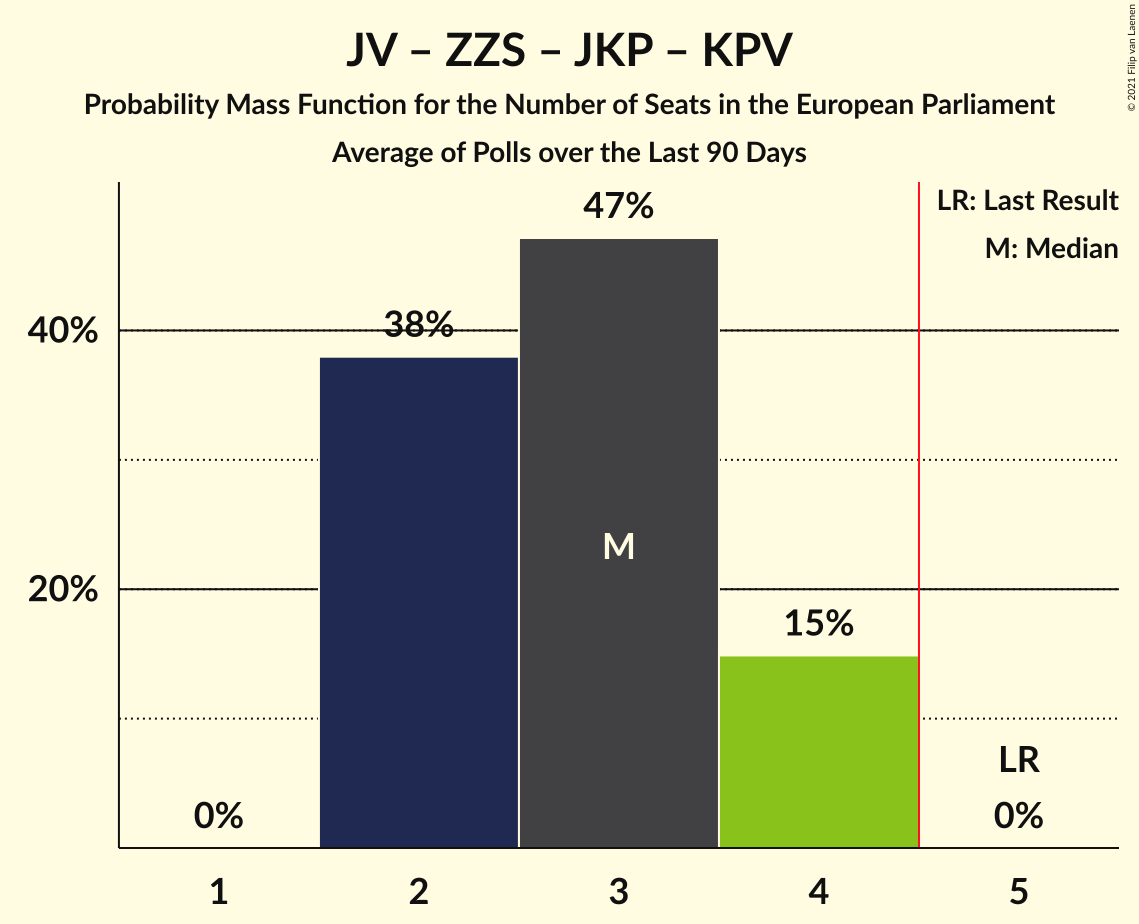 JV – ZZS – JKP – KPV
Probability Mass Function for the Number of Seats in the European Parliament
Average of Polls over the Last 90 Days
© 2021 Filip van Laenen
LR: Last Result
M: Median
47%
40%
38%
M
20%
15%
LR
0%
0%
1
2
3
4
5